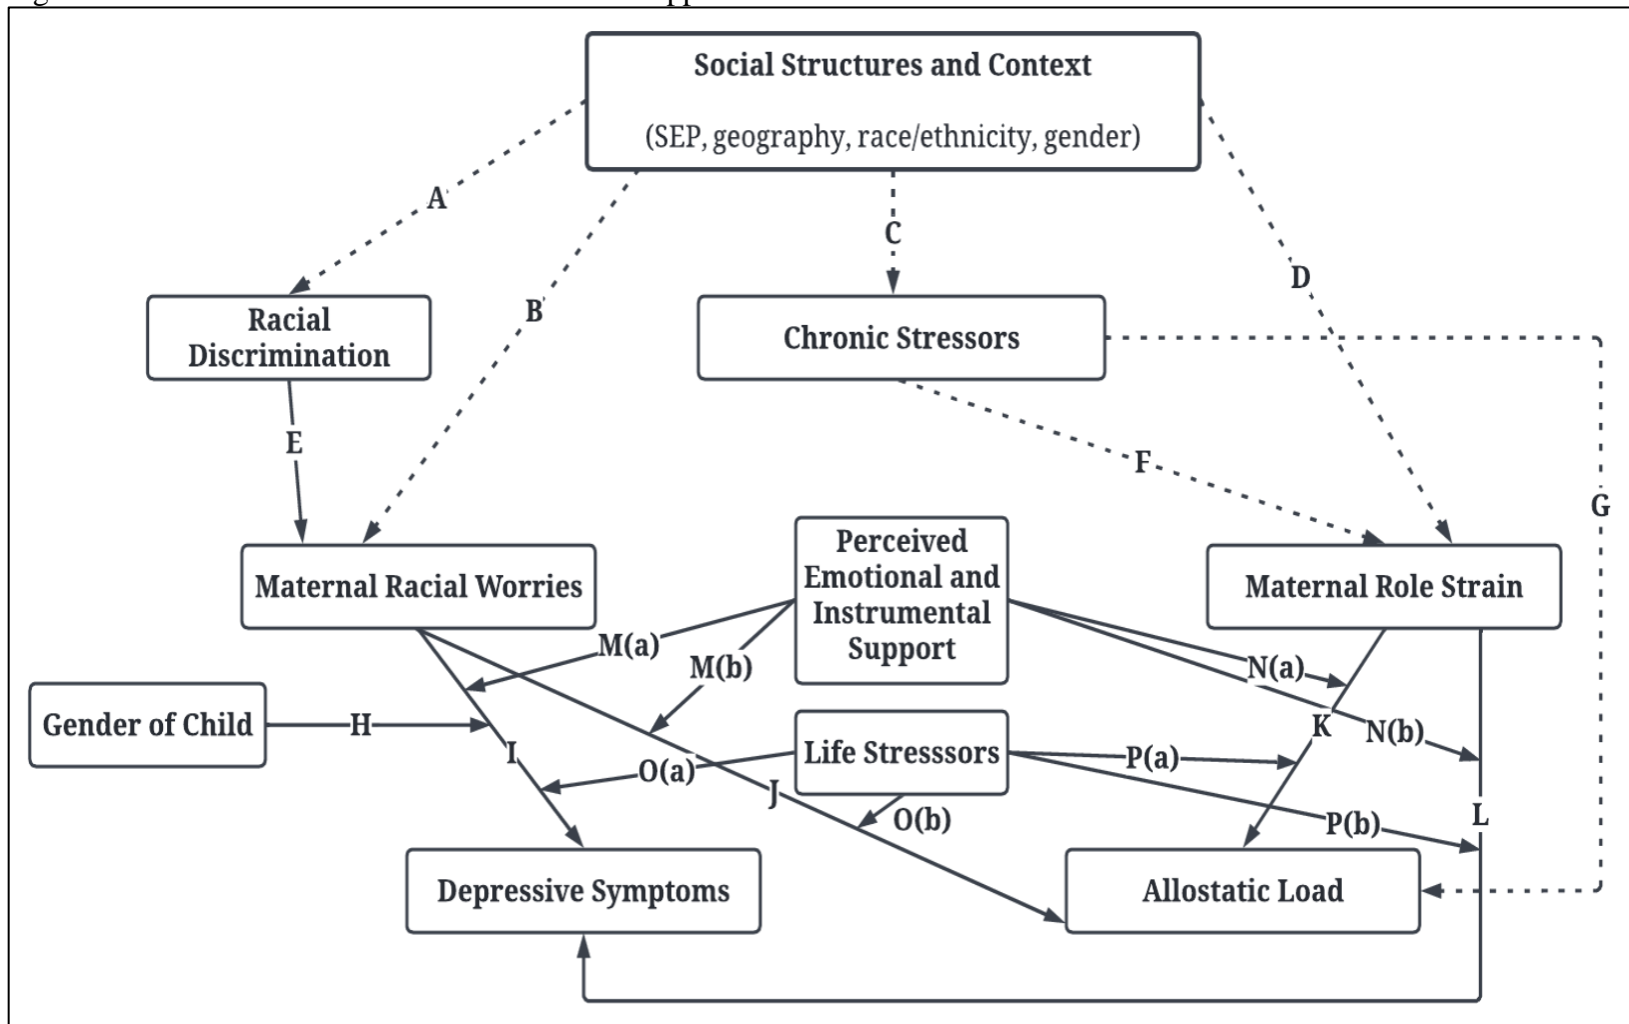 Social Structures and Context
(SEP, geography, race/ethnicity, gender)
A
B
C
D
Racial
Discrimination
Chronic Stressors
E
F
G
Maternal Racial Worries
Perceived
Emotional and
Instrumental
Support
Maternal Role Strain
M(a)
M(b)
N(a)
N(b)
Gender of Child
H
I
Life Stresssors
O(a)
O(b)
J
K
P(a)
P(b)
L
Depressive Symptoms
Allostatic Load